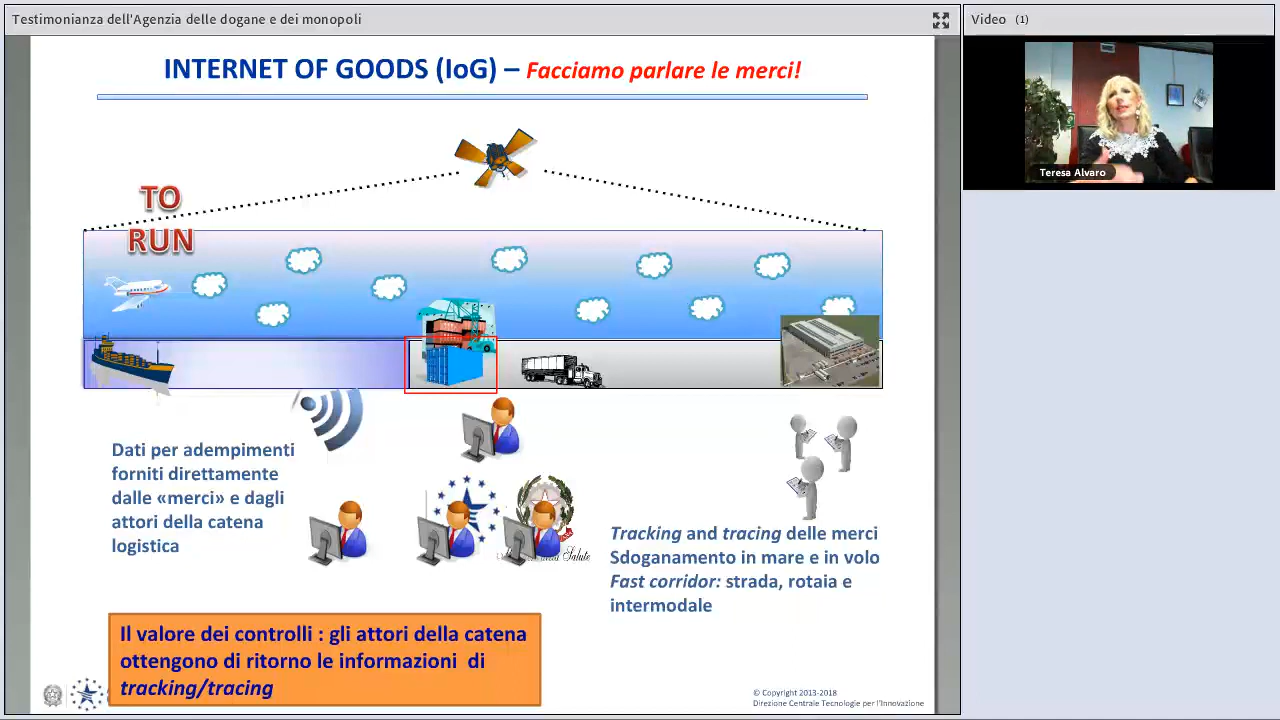 Testimonianza dell'Agenzia delle dogane e dei monopoli
Video (1)
INTERNET OF GOODS (IoG) – Facciamo parlare le merci!
Teresa Alvaro
TO
RUN
Dati per adempimenti
forniti direttamente
dalle «merci» e dagli
attori della catena
logistica
Salute
Tracking and tracing delle merci
Sdoganamento in mare e in volo
Fast corridor: strada, rotaia e
intermodale
Il valore dei controlli : gli attori della catena
ottengono di ritorno le informazioni di
tracking/tracing
© Copyright 2013-2018
Direzione Centrale Tecnologie per l'Innovazione